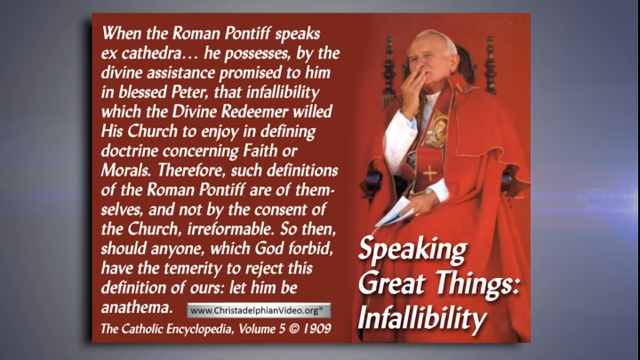 When the Roman Pontiff speaks
ex cathedra… he possesses, by the
divine assistance promised to him
in blessed Peter, that infallibility
which the Divine Redeemer willed
His Church to enjoy in defining
doctrine concerning Faith or
Morals. Therefore, such definitions
of the Roman Pontiff are of them-
selves, and not by the consent of
the Church, irreformable. So then,
should anyone, which God forbid,
have the temerity to reject this
definition of ours: let him be
anathema.
www.ChristadelphianVideo.org®
The Catholic Encyclopedia, Volume 5 © 1909
Speaking
Great Things:
Infallibility